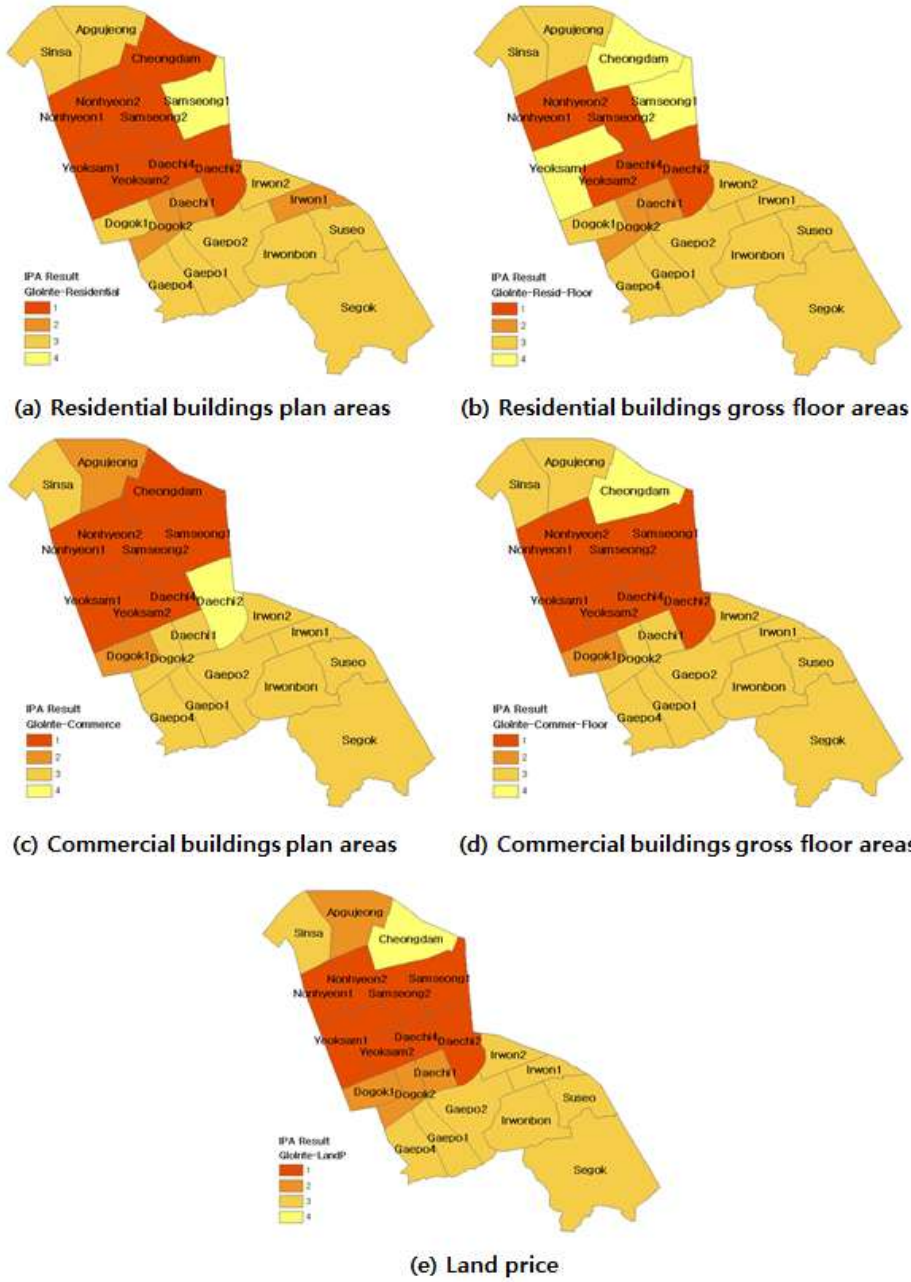 Apgujeong
Sinsa
Cheongdam
Nonhyeon2
Samseong1
Nonhyeon1
Samseong2
Yeoksam1
Daechi4
Daechi2
Yeoksam2
Irwon2
Daechi1
Irwon1
Dogok1
Dogok2
Suseo
Gaepo2
Irwonbon
Gaepo1
Gaepo4
Segok
IPA Result
GloInte-Residential
1
2
3
4
(a) Residential buildings plan areas
Apgujeong
Sinsa
Cheongdam
Nonhyeon2
Samseong1
Nonhyeon1
Samseong2
Yeoksam1
Daechi4
Daechi2
Yeoksam2
Irwon2
Daechi1
Irwon1
Dogok1
Dogok2
Suseo
Gaepo2
Irwonbon
Gaepo1
Gaepo4
Segok
IPA Result
GloInte-Resid-Floor
1
2
3
4
(b) Residential buildings gross floor areas
Apgujeong
Sinsa
Cheongdam
Nonhyeon2
Samseong1
Nonhyeon1
Samseong2
Yeoksam1
Daechi4
Daechi2
Yeoksam2
Irwon2
Daechi1
Irwon1
Dogok1
Dogok2
Suseo
Gaepo2
Irwonbon
Gaepo1
Gaepo4
Segok
IPA Result
GloInte-Commerce
1
2
3
4
(c) Commercial buildings plan areas
Apgujeong
Sinsa
Cheongdam
Nonhyeon2
Samseong1
Nonhyeon1
Samseong2
Yeoksam1
Daechi4
Daechi2
Yeoksam2
Irwon2
Daechi1
Irwon1
Dogok1
Dogok2
Suseo
Gaepo2
Irwonbon
Gaepo1
Gaepo4
Segok
IPA Result
GloInte-Commer-Floor
1
2
3
4
(d) Commercial buildings gross floor areas
Apgujeong
Sinsa
Cheongdam
Nonhyeon2
Samseong1
Nonhyeon1
Samseong2
Yeoksam1
Daechi4
Daechi2
Yeoksam2
Irwon2
Daechi1
Irwon1
Dogok1
Dogok2
Suseo
Gaepo2
Irwonbon
Gaepo1
Gaepo4
Segok
IPA Result
GloInte-LandP
1
2
3
4
(e) Land price